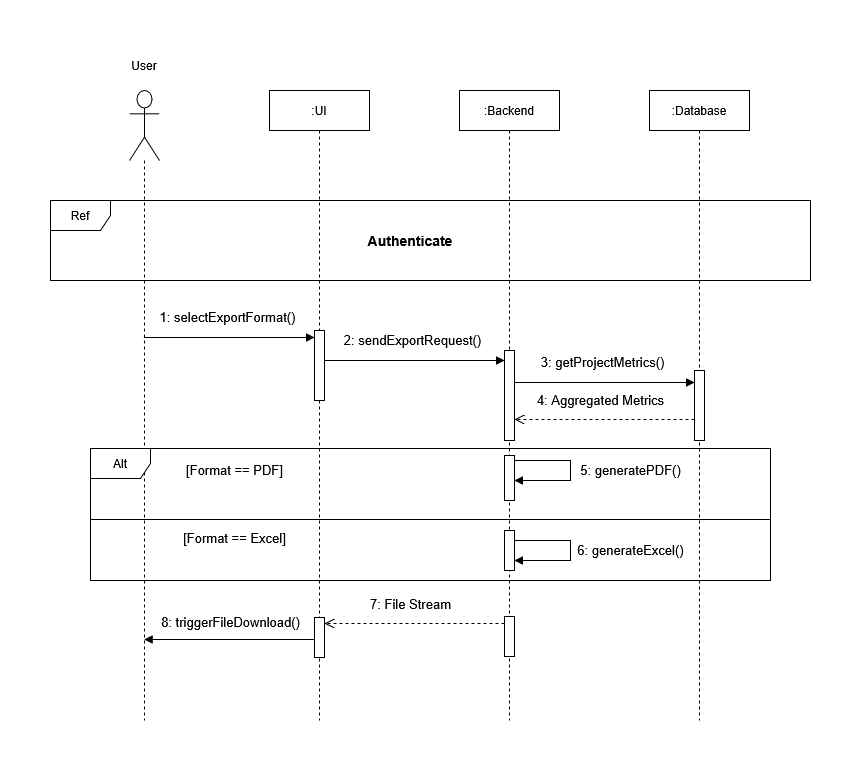 User
:UI
:Backend
:Database
Ref
Authenticate
1: selectExportFormat()
2: sendExportRequest()
3: getProjectMetrics()
4: Aggregated Metrics
Alt
[Format == PDF]
5: generatePDF()
[Format == Excel]
6: generateExcel()
7: File Stream
8: triggerFileDownload()